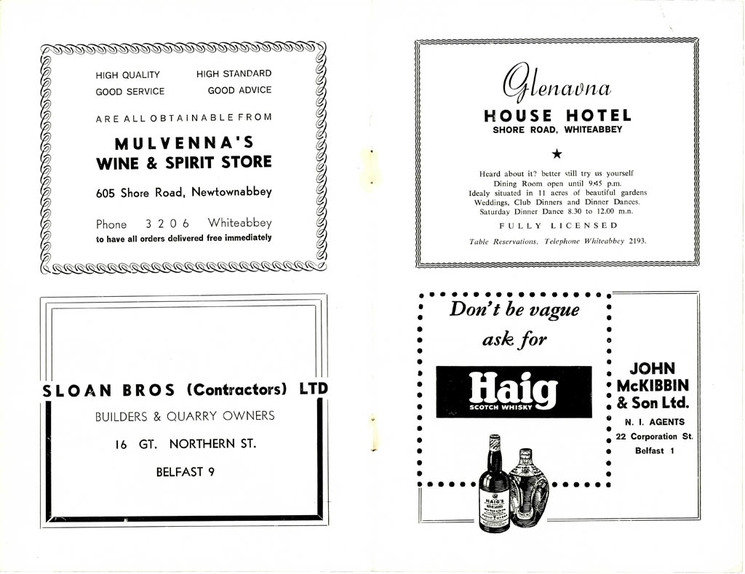 HIGH QUALITY HIGH STANDARD
GOOD SERVICE GOOD ADVICE
ARE ALL OBTAINABLE FROM
MULVENNA'S
WINE & SPIRIT STORE
605 Shore Road, Newtownabbey
Phone 3206 Whiteabbey
to have all orders delivered free immediately
SLOAN BROS (Contractors) LTD
BUILDERS & QUARRY OWNERS
16 GT. NORTHERN ST.
BELFAST 9
Glenavna
HOUSE HOTEL
SHORE ROAD, WHITEABBEY
Heard about it? better still try us yourself
Dining Room open until 9.45 p.m.
Idealy situated in 11 acres of beautiful gardens
Weddings, Club Dinners and Dinner Dances.
Saturday Dinner Dance 8.30 to 12.00 m.n.
FULLY LICENSED
Table Reservations. Telephone Whiteabbey 2193.
Don't be vague
ask for
Haig
SCOTCH WHISKY
HAIG'S
JOHN
McKIBBIN
& Son Ltd.
N. I. AGENTS
22 Corporation St.
Belfast 1